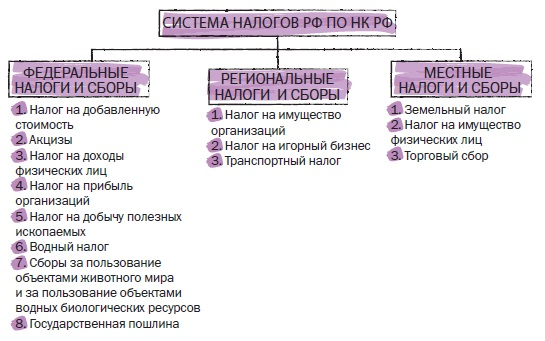 СИСТЕМА НАЛОГОВ РФ ПО НК РФ
ФЕДЕРАЛЬНЫЕ
НАЛОГИ И СБОРЫ
1. Налог на добавленную
стоимость
2. Акцизы
3. Налог на доходы
физических лиц
4. Налог на прибыль
организаций
5. Налог на добычу полезных
ископаемых
6. Водный налог
7. Сборы за пользование
объектами животного мира
и за пользование объектами
водных биологических ресурсов
8. Государственная пошлина
РЕГИОНАЛЬНЫЕ
НАЛОГИ И СБОРЫ
1. Налог на имущество
организаций
2. Налог на игорный бизнес
3. Транспортный налог
МЕСТНЫЕ
НАЛОГИ И СБОРЫ
1. Земельный налог
2. Налог на имущество
физических лиц
3. Торговый сбор